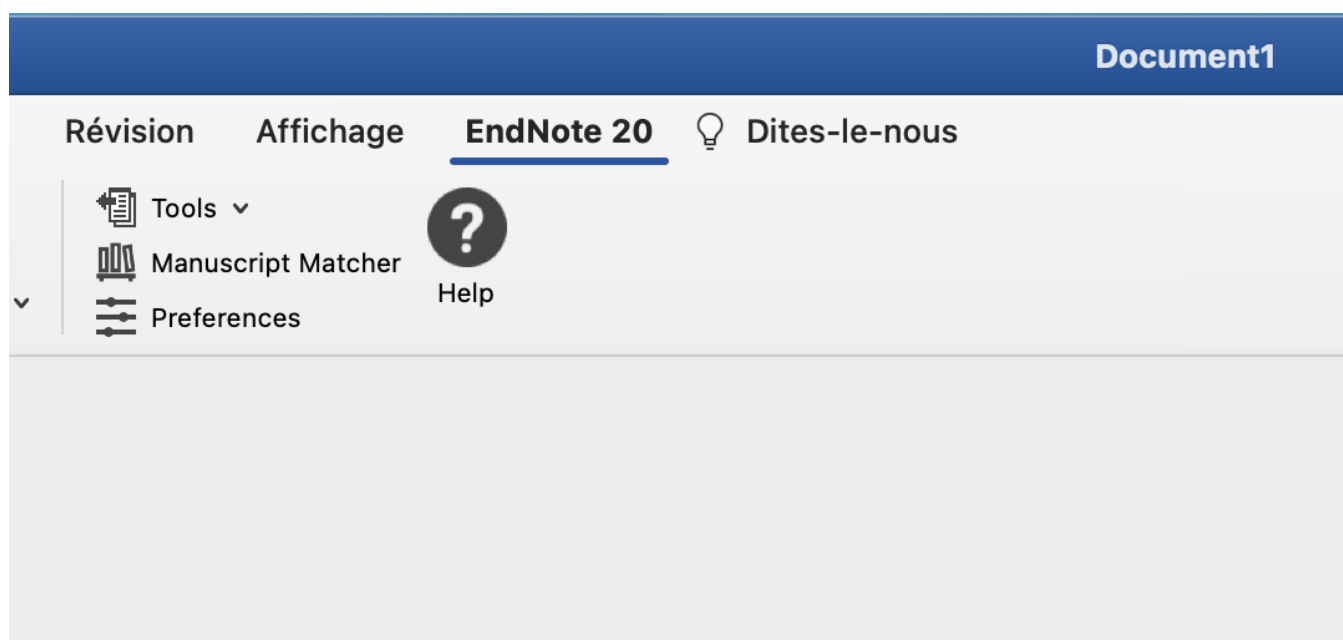 Document1
Révision Affichage EndNote 20 Dites-le-nous
Tools
Manuscript Matcher
Preferences
Help